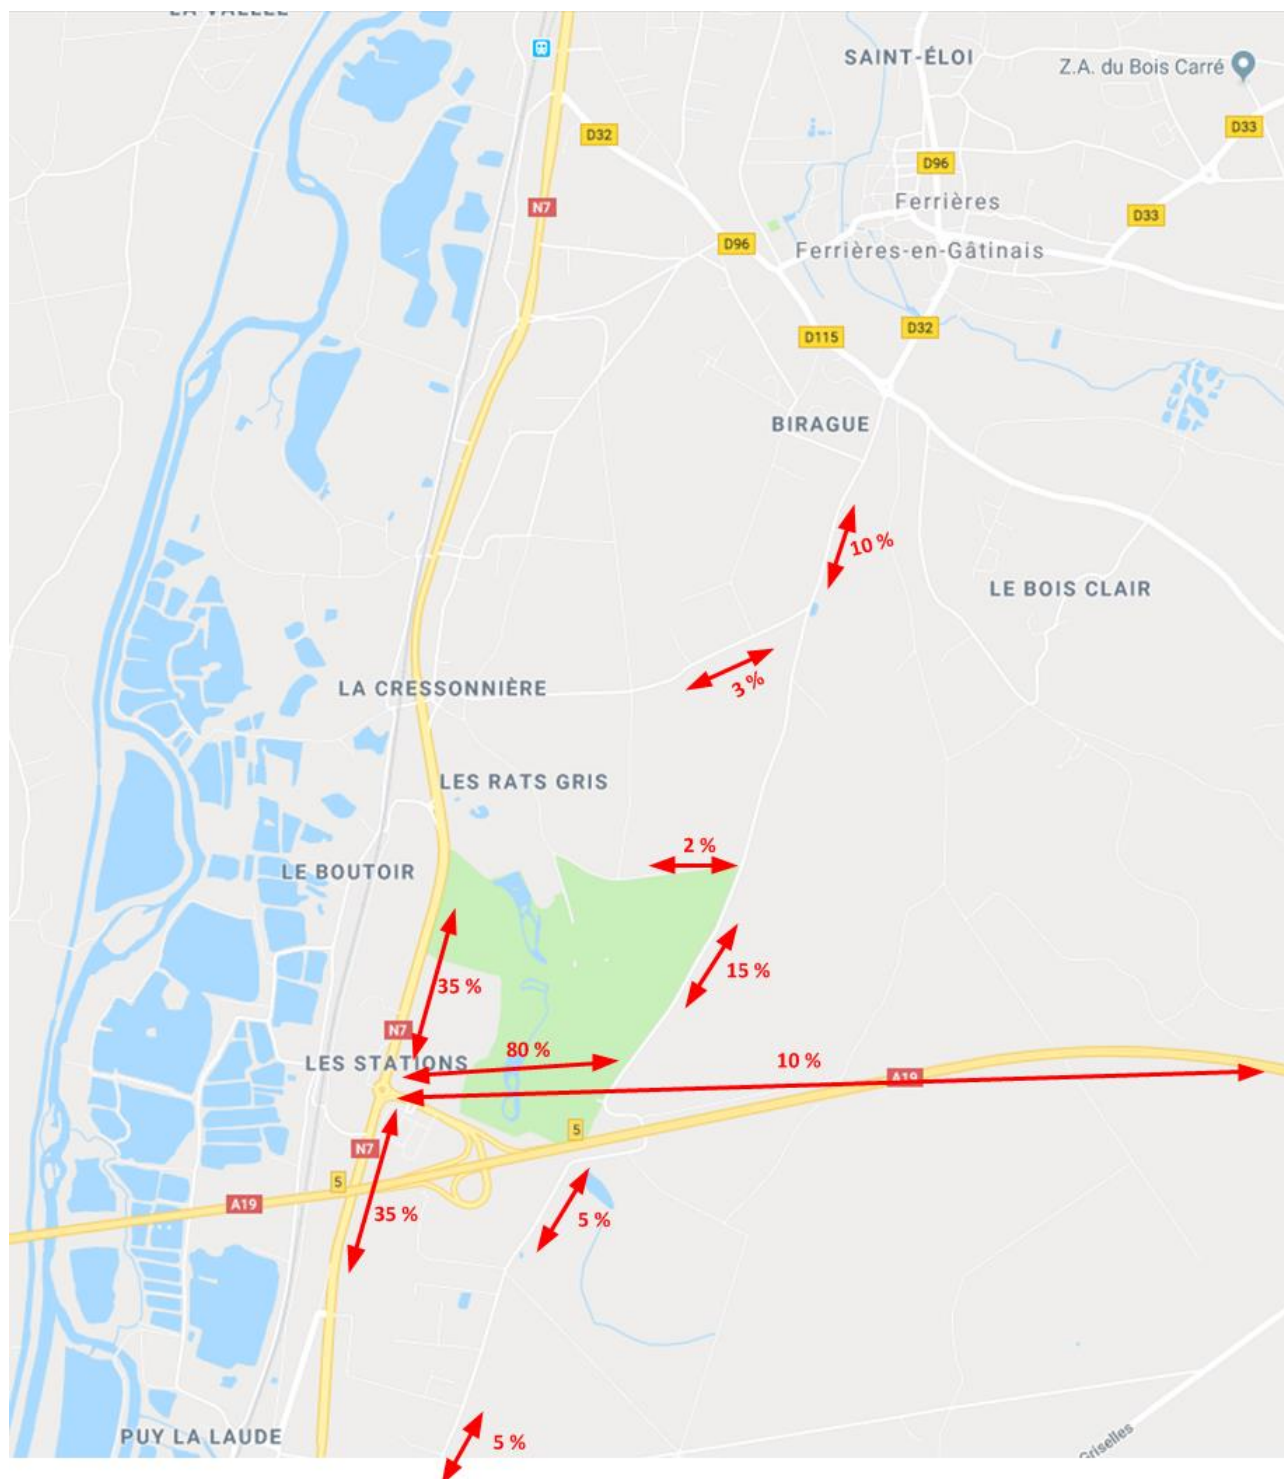 SAINT-ÉLOI
Z.A. du Bois Carré
D32
D33
D96
Ferrières
N7
D33
D96
Ferrières-en-Gâtinais
D32
D115
BIRAGUE
10 %
LE BOIS CLAIR
3 %
LA CRESSONNIÈRE
LES RATS GRIS
2 %
LE BOUTOIR
15 %
35 %
N7
80 %
10 %
LES STATIONS
A19
5
N7
5
A19
35 %
5 %
PUY LA LAUDE
5 %
Griselles